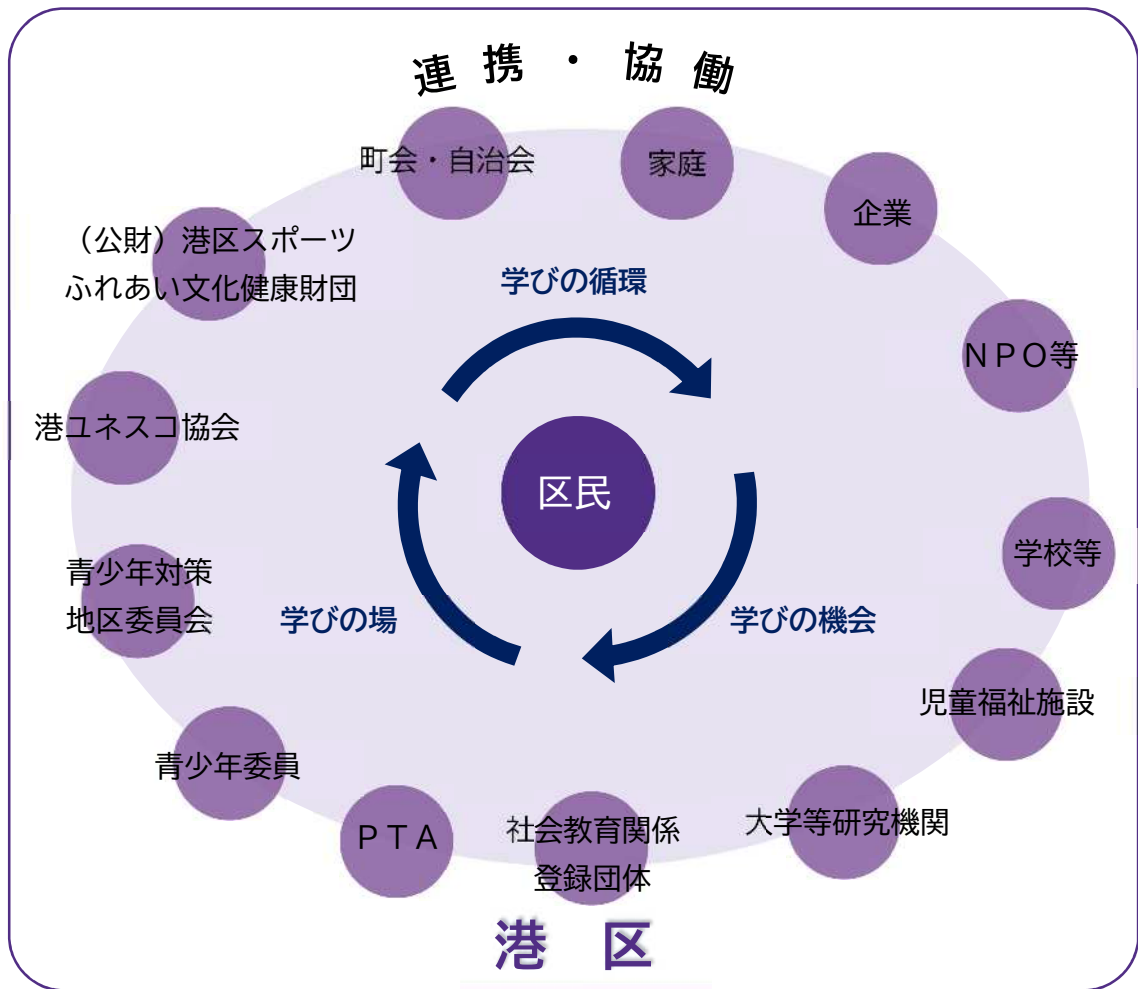 連携・協働
町会・自治会
家庭
企業
（公財）港区スポーツ
ふれあい文化健康財団
学びの循環
ＮＰＯ等
港ユネスコ協会
区民
学校等
青少年対策
地区委員会
学びの場
学びの機会
児童福祉施設
青少年委員
ＰＴＡ
社会教育関係
登録団体
大学等研究機関
港 区